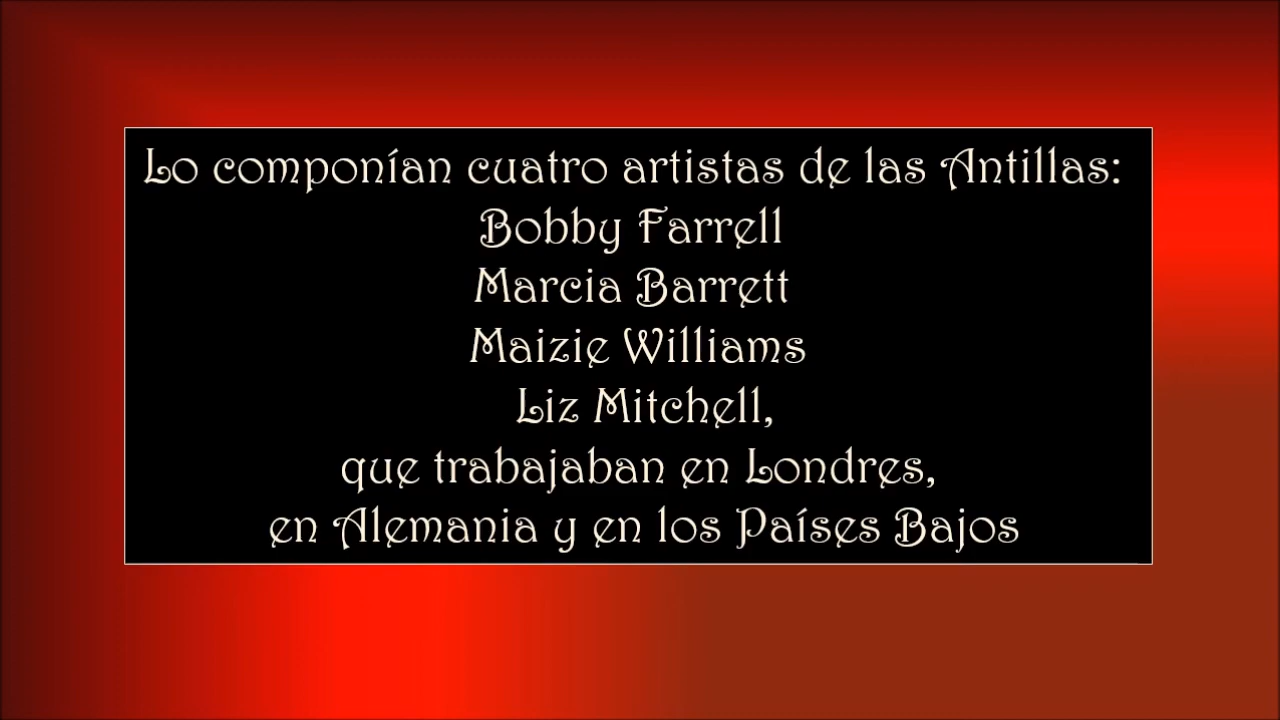 Lo componían cuatro artistas de las Antillas:
Bobby Farrell
Marcia Barrett
Maizie Williams
Liz Mitchell,
que trabajaban en Londres,
en Alemania y en los Países Bajos